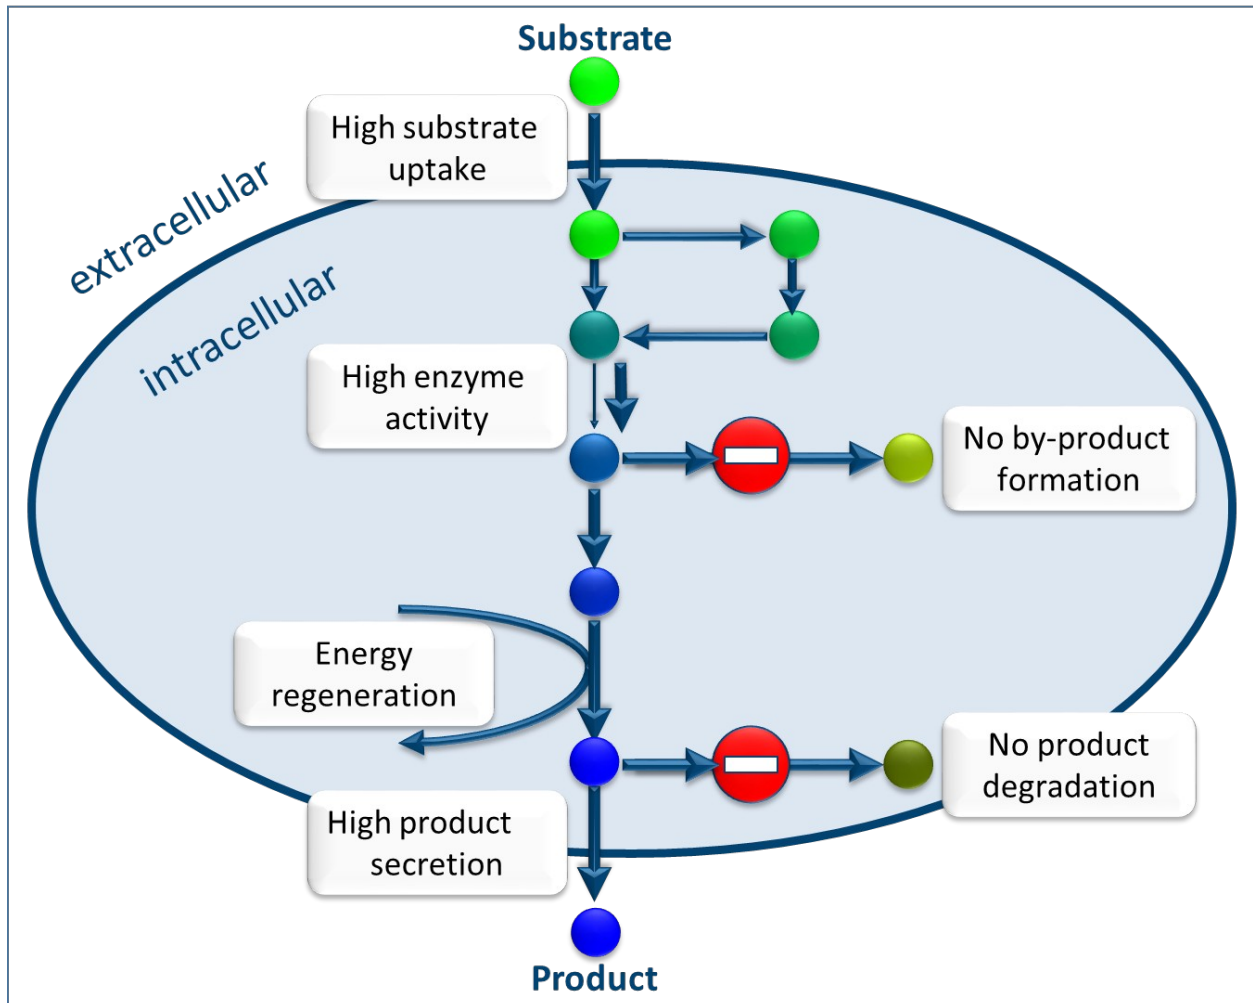 Substrate
High substrate
uptake
extracellular
intracellular
High enzyme
activity
No by-product
formation
Energy
regeneration
No product
degradation
High product
secretion
Product